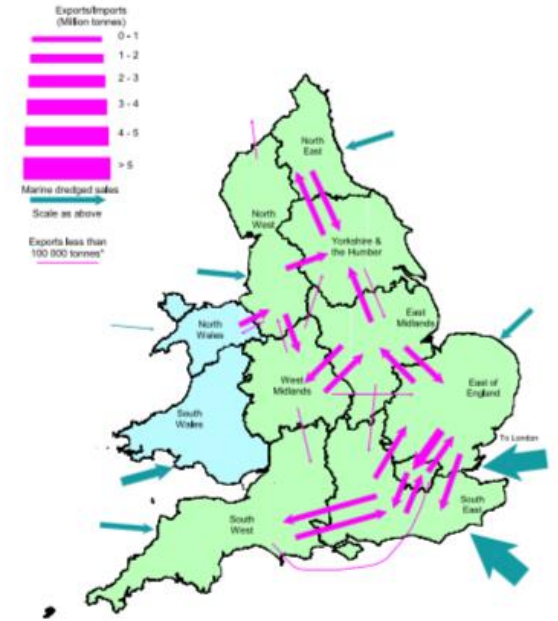 Exports/Imports
(Million tonnes)
0 - 1
1 - 2
2 - 3
3 - 4
4 - 5
> 5
Marine dredged sales
Scale as above
Exports less than
100 000 tonnes*
North
East
North
West
Yorkshire &
the Humber
North
Wales
East
Midlands
West
Midlands
East of
England
South
Wales
To London
South
East
South
West